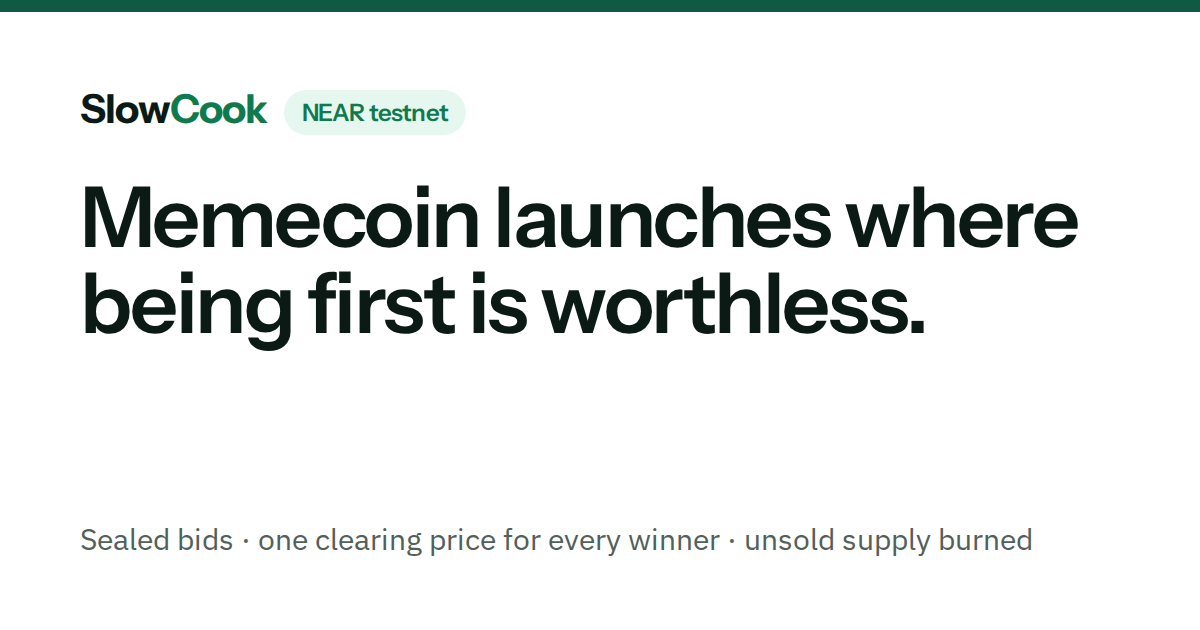 SlowCook NEAR testnet
Memecoin launches where
being first is worthless.
Sealed bids · one clearing price for every winner · unsold supply burned